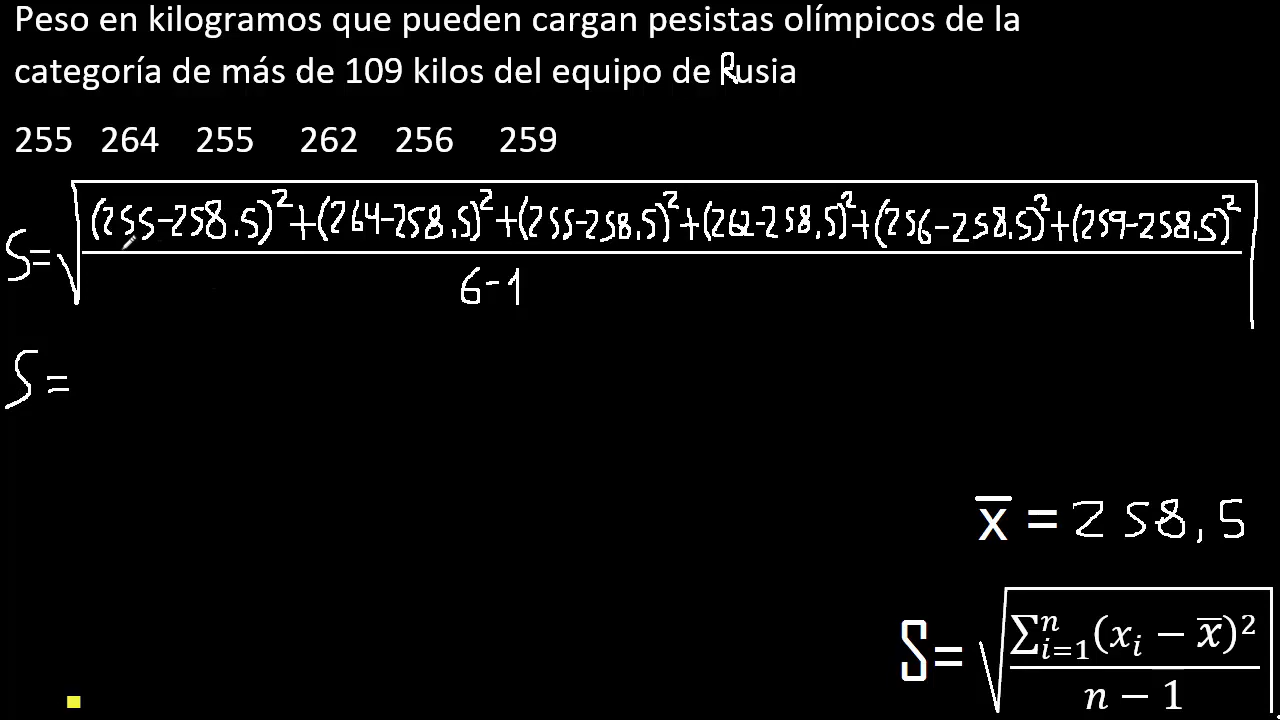 Peso en kilogramos que pueden cargan pesistas olímpicos de la
categoría de más de 109 kilos del equipo de Rusia
255 264 255 262 256 259
S=√((255-258.5)²+(264-258.5)²+(255-258.5)²+(262-258,5)²+(256-258.5)²+(259-258.5)²
6-1
S=
x̄ = 258,5
S= √(∑ⁿᵢ₌₁(xᵢ − x̄)²
n − 1